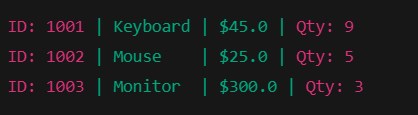 ID: 1001 | Keyboard | $45.0 | Qty: 9
ID: 1002 | Mouse    | $25.0 | Qty: 5
ID: 1003 | Monitor  | $300.0 | Qty: 3